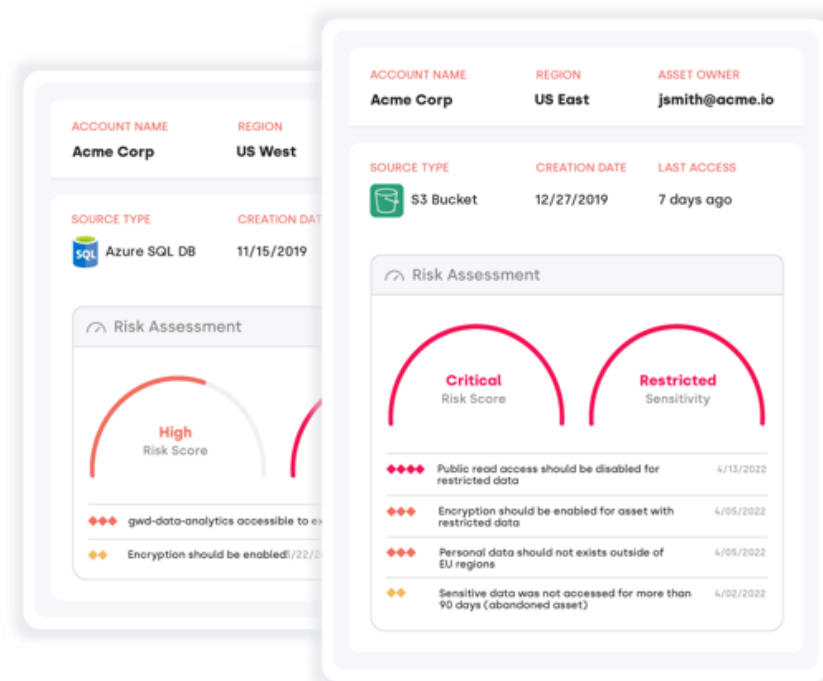 ACCOUNT NAME REGION
Acme Corp US West
SOURCE TYPE CREATION DAT
SQL Azure SQL DB 11/15/2019
Risk Assessment
High
Risk Score
gwd-data-analytics accessible to
Encryption should be enabled
ACCOUNT NAME REGION ASSET OWNER
Acme Corp US East jsmith@acme.io
SOURCE TYPE CREATION DATE LAST ACCESS
S3 Bucket 12/27/2019 7 days ago
Risk Assessment
Critical Restricted
Risk Score Sensitivity
Public read access should be disabled for 4/13/2022
restricted data
Encryption should be enabled for asset with 4/05/2022
restricted data
Personal data should not exists outside of 4/05/2022
EU regions
Sensitive data was not accessed for more than 4/02/2022
90 days (abandoned asset)